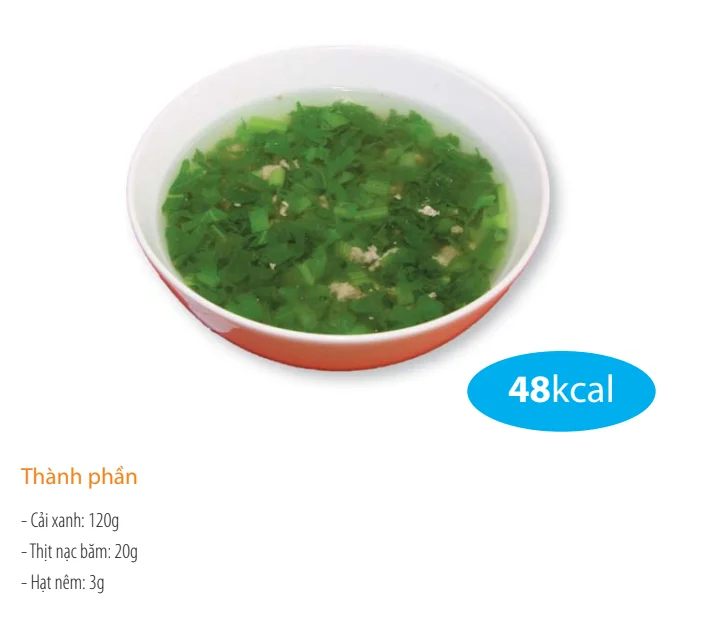 48kcal
Thành phần
- Cải xanh: 120g
- Thịt nạc băm: 20g
- Hạt nêm: 3g